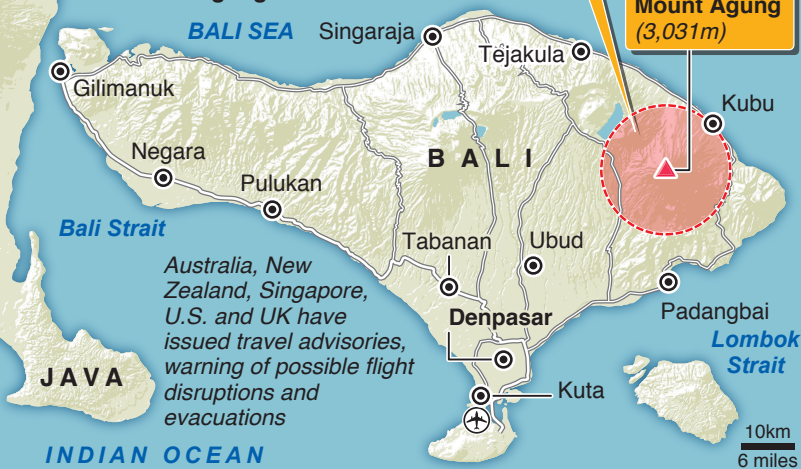 Mount Agung
(3,031m)
BALI SEA
Singaraja
Tejakula
Gilimanuk
Kubu
Negara
BALI
Pulukan
Bali Strait
Tabanan
Ubud
Australia, New
Zealand, Singapore,
U.S. and UK have
issued travel advisories,
warning of possible flight
disruptions and
evacuations
Denpasar
Padangbai
Lombok
Strait
JAVA
Kuta
INDIAN OCEAN
10km
6 miles